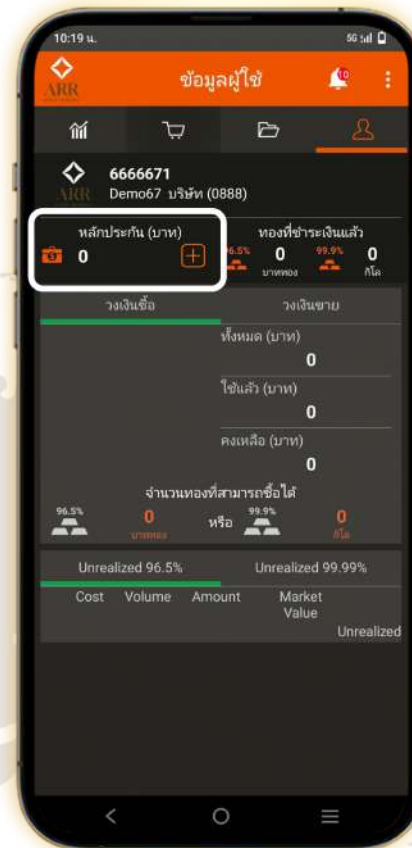 10:19 น. 5G
ARR ข้อมูลผู้ใช้ 10
ARR 6666671
Demo67 บริษัท (0888)
หลักประกัน (บาท) ทองที่ชำระเงินแล้ว
0 96.5% 0 99.9% 0
บาททอง กิโล
วงเงินซื้อ วงเงินขาย
ทั้งหมด (บาท)
0
ใช้แล้ว (บาท)
0
คงเหลือ (บาท)
0
จำนวนทองที่สามารถซื้อได้
96.5% 0 หรือ 99.9% 0
บาททอง กิโล
Unrealized 96.5% Unrealized 99.99%
Cost Volume Amount Market
Value
Unrealized